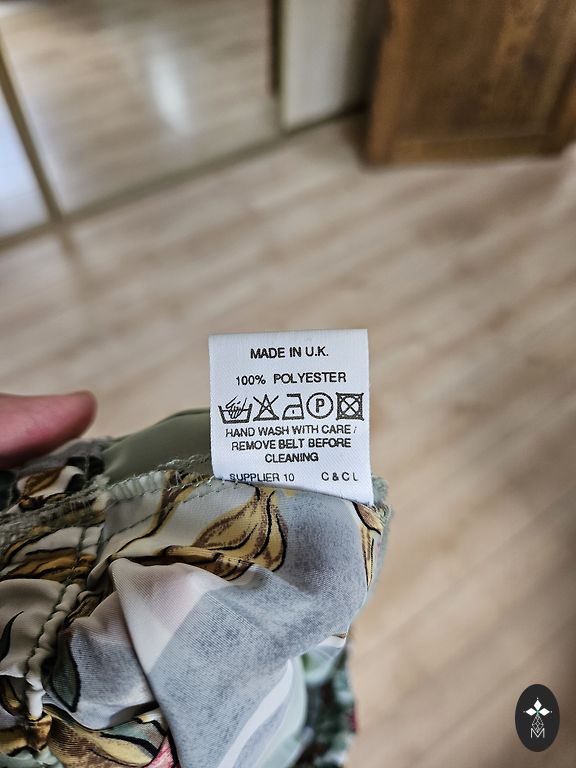 MADE IN U.K.
100% POLYESTER
P
HAND WASH WITH CARE /
REMOVE BELT BEFORE
CLEANING
SUPPLIER 10 C & C L
M